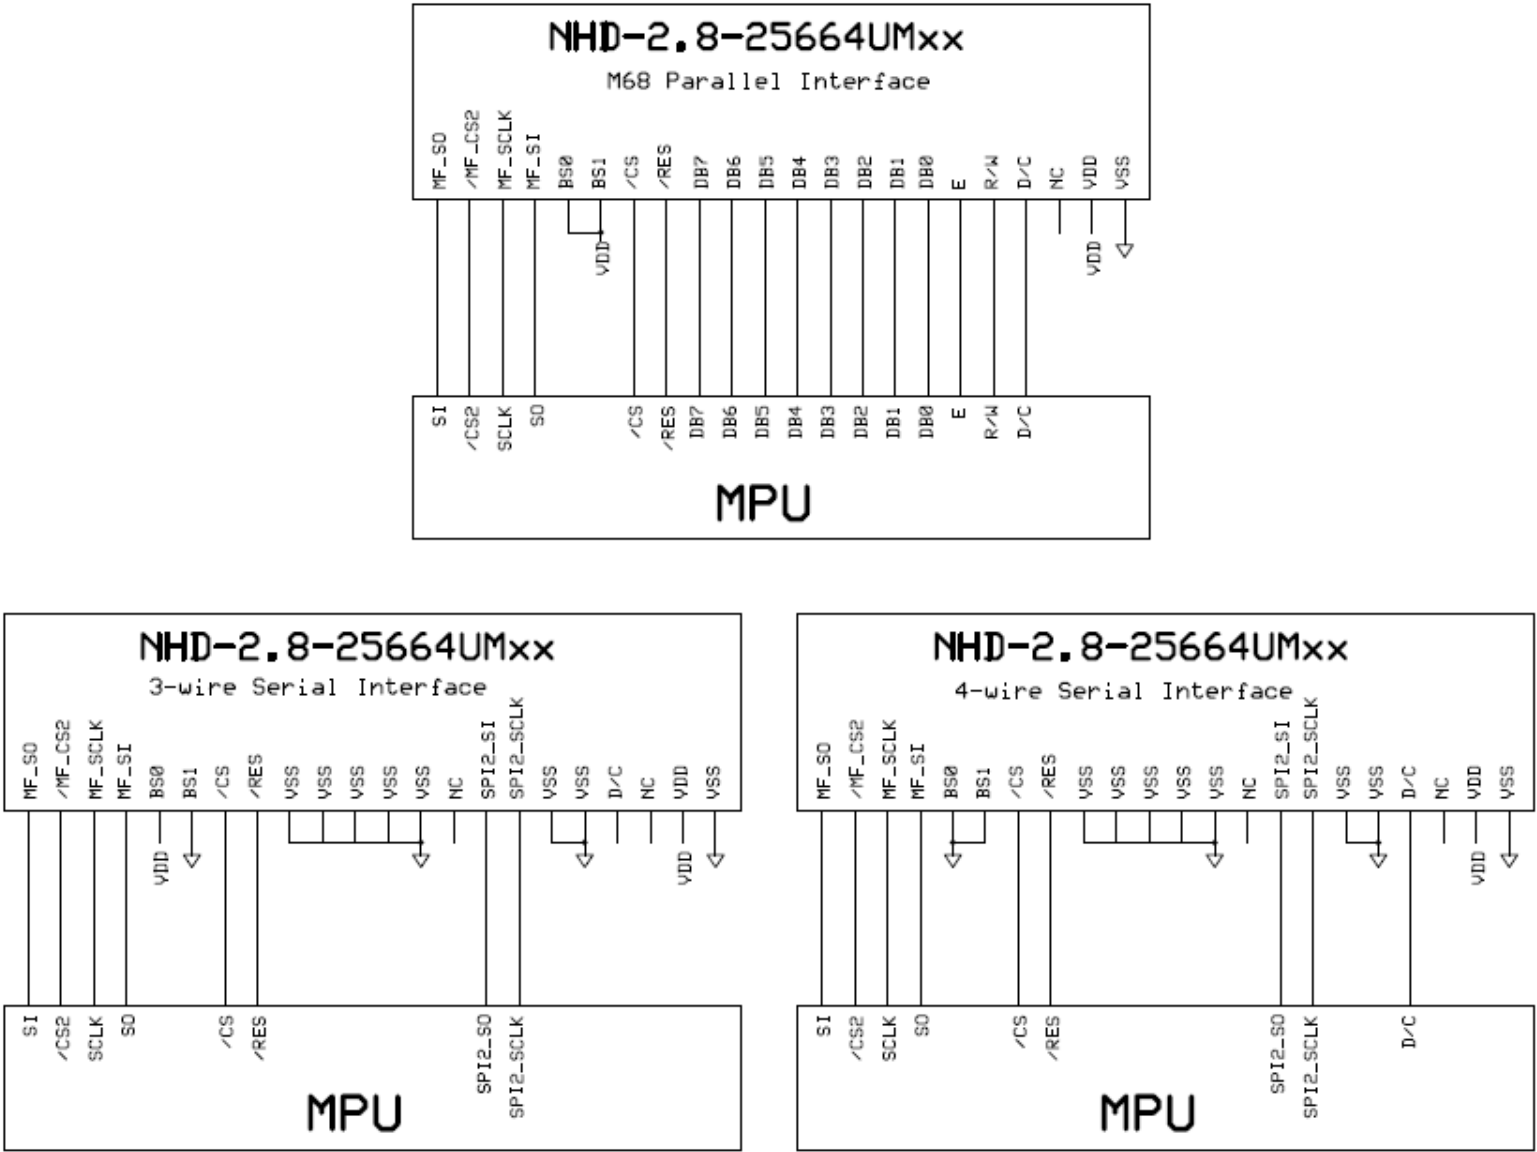 NHD-2.8-25664UMxx
M68 Parallel Interface
MF_SO /MF_CS2 MF_SCLK MF_SI BS0 BS1 /CS /RES DB7 DB6 DB5 DB4 DB3 DB2 DB1 DB0 E R/W D/C NC VDD VSS
VDD VDD
SI /CS2 SCLK SO /CS /RES DB7 DB6 DB5 DB4 DB3 DB2 DB1 DB0 E R/W D/C
MPU
NHD-2.8-25664UMxx
3-wire Serial Interface
MF_SO /MF_CS2 MF_SCLK MF_SI BS0 BS1 /CS /RES VSS VSS VSS VSS VSS NC SPI2_SI SPI2_SCLK VSS VSS D/C NC VDD VSS
VDD VDD
SI /CS2 SCLK SO /CS /RES SPI2_SO SPI2_SCLK
MPU
NHD-2.8-25664UMxx
4-wire Serial Interface
MF_SO /MF_CS2 MF_SCLK MF_SI BS0 BS1 /CS /RES VSS VSS VSS VSS VSS NC SPI2_SI SPI2_SCLK VSS VSS D/C NC VDD VSS
VDD
SI /CS2 SCLK SO /CS /RES SPI2_SO SPI2_SCLK D/C
MPU